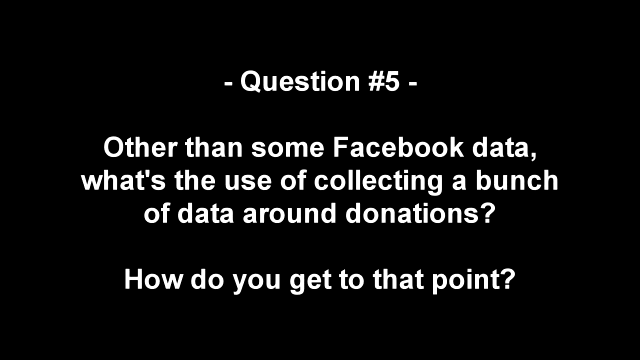 - Question #5 -
Other than some Facebook data,
what's the use of collecting a bunch
of data around donations?
How do you get to that point?